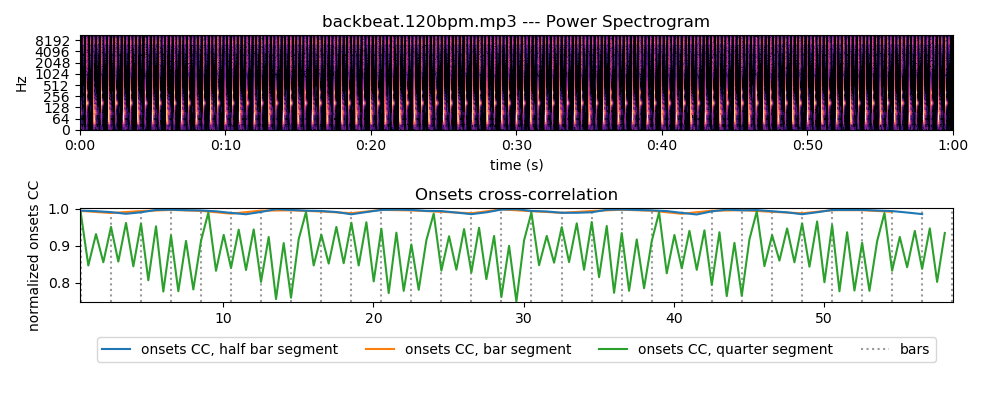 backbeat.120bpm.mp3 --- Power Spectrogram
Hz
8192
4096
2048
1024
512
256
128
64
0
0:00 0:10 0:20 0:30 0:40 0:50 1:00
time (s)
Onsets cross-correlation
normalized onsets CC
1.0
0.9
0.8
10 20 30 40 50
onsets CC, half bar segment onsets CC, bar segment onsets CC, quarter segment bars